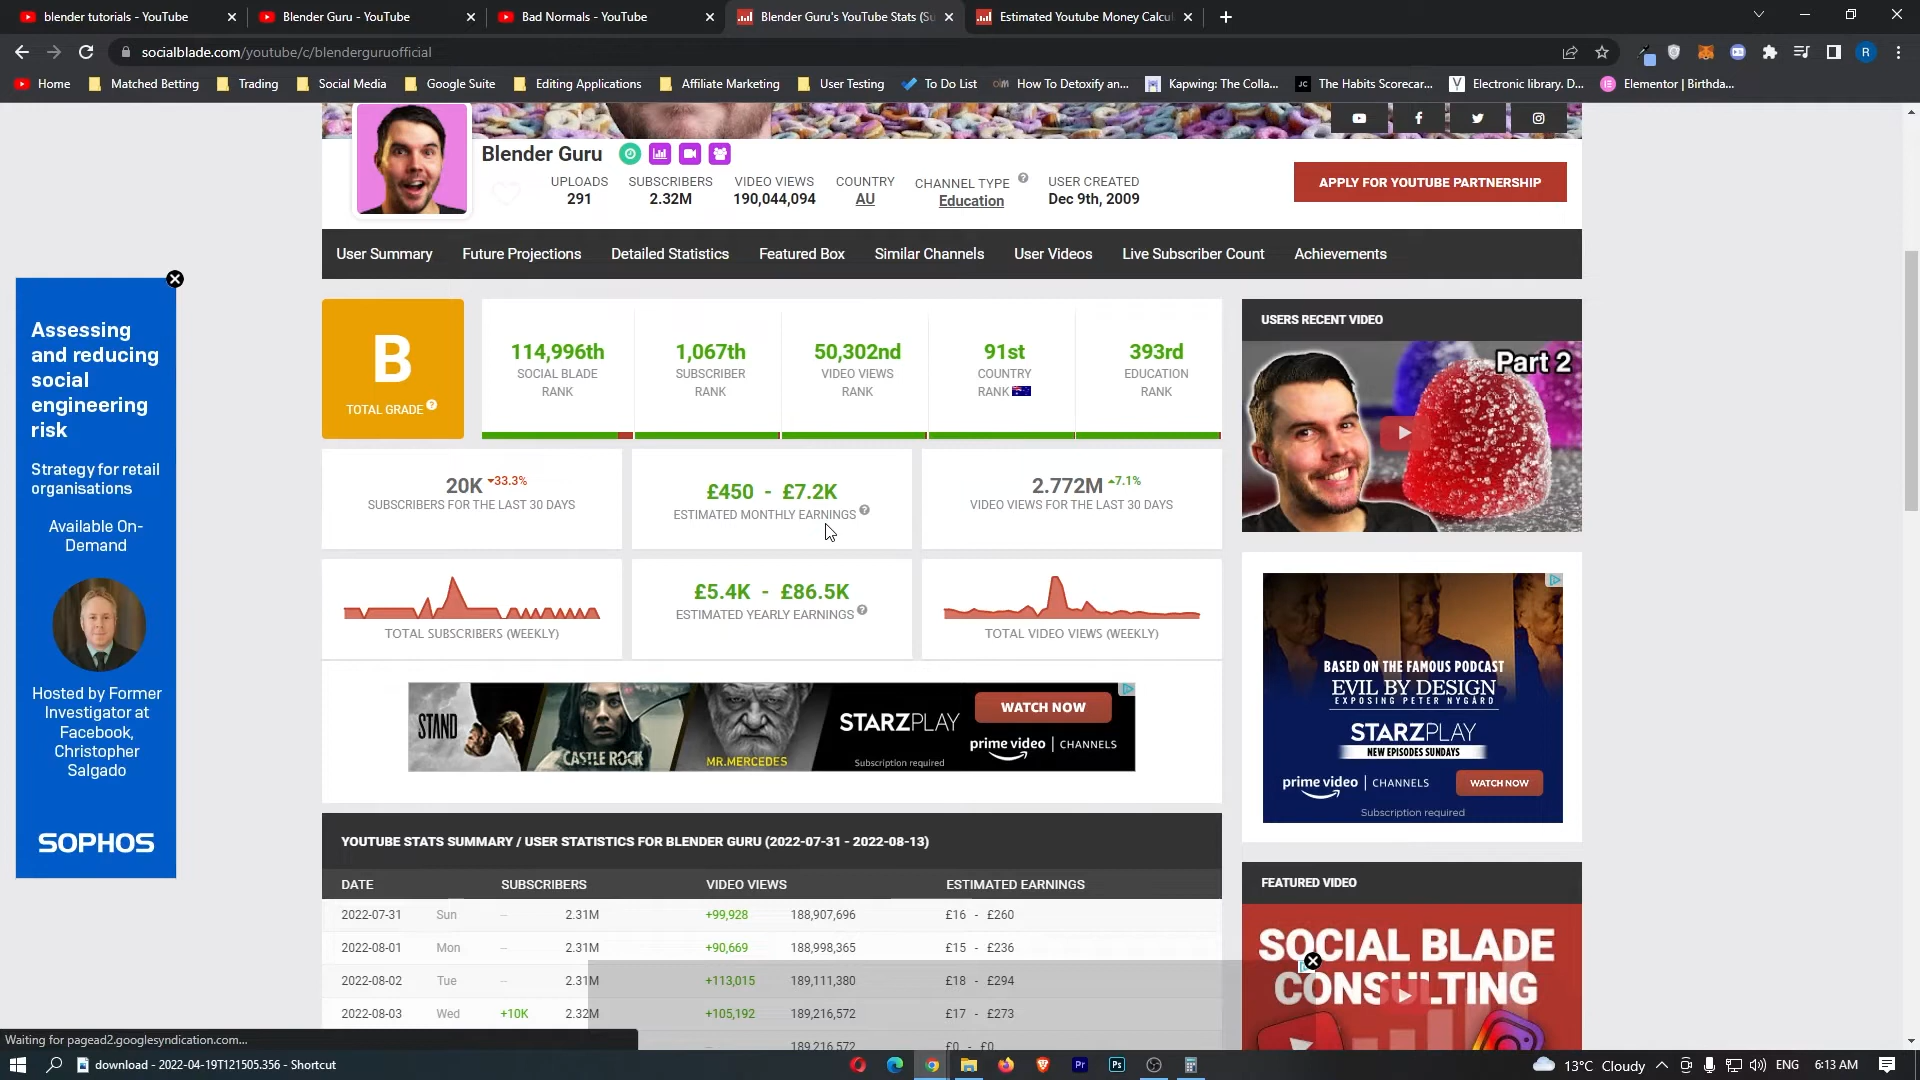 blender tutorials - YouTube
Blender Guru - YouTube
Bad Normals - YouTube
Blender Guru's YouTube Stats (Su
Estimated Youtube Money Calcul
socialblade.com/youtube/c/blenderguruofficial
R
Home
Matched Betting
Trading
Social Media
Google Suite
Editing Applications
Affiliate Marketing
User Testing
To Do List
How To Detoxify an...
Kapwing: The Colla...
JC
The Habits Scorecar...
Electronic library. D...
Elementor | Birthda...
Blender Guru
UPLOADS
291
SUBSCRIBERS
2.32M
VIDEO VIEWS
190,044,094
COUNTRY
AU
CHANNEL TYPE
Education
USER CREATED
Dec 9th, 2009
APPLY FOR YOUTUBE PARTNERSHIP
User Summary
Future Projections
Detailed Statistics
Featured Box
Similar Channels
User Videos
Live Subscriber Count
Achievements
B
TOTAL GRADE
114,996th
SOCIAL BLADE
RANK
1,067th
SUBSCRIBER
RANK
50,302nd
VIDEO VIEWS
RANK
91st
COUNTRY
RANK
393rd
EDUCATION
RANK
20K 33.3%
SUBSCRIBERS FOR THE LAST 30 DAYS
£450 - £7.2K
ESTIMATED MONTHLY EARNINGS
2.772M 7.1%
VIDEO VIEWS FOR THE LAST 30 DAYS
TOTAL SUBSCRIBERS (WEEKLY)
£5.4K - £86.5K
ESTIMATED YEARLY EARNINGS
TOTAL VIDEO VIEWS (WEEKLY)
USERS RECENT VIDEO
Part 2
Assessing
and reducing
social
engineering
risk
Strategy for retail
organisations
Available On-
Demand
Hosted by Former
Investigator at
Facebook,
Christopher
Salgado
SOPHOS
STAND
CASTLE ROCK
MR.MERCEDES
STARZPLAY
Subscription required
WATCH NOW
prime video | CHANNELS
BASED ON THE FAMOUS PODCAST
EVIL BY DESIGN
EXPOSING PETER NYGÅRD
STARZPLAY
NEW EPISODES SUNDAYS
prime video | CHANNELS
WATCH NOW
Subscription required
YOUTUBE STATS SUMMARY / USER STATISTICS FOR BLENDER GURU (2022-07-31 - 2022-08-13)
DATE SUBSCRIBERS VIDEO VIEWS ESTIMATED EARNINGS
2022-07-31 Sun -- 2.31M +99,928 188,907,696 £16 - £260
2022-08-01 Mon -- 2.31M +90,669 188,998,365 £15 - £236
2022-08-02 Tue -- 2.31M +113,015 189,111,380 £18 - £294
2022-08-03 Wed +10K 2.32M +105,192 189,216,572 £17 - £273
189,216,572 £0 - £0
FEATURED VIDEO
SOCIAL BLADE
Waiting for pagead2.googlesyndication.com...
download - 2022-04-19T121505.356 - Shortcut
Pr
Ps
13°C Cloudy
ENG
6:13 AM